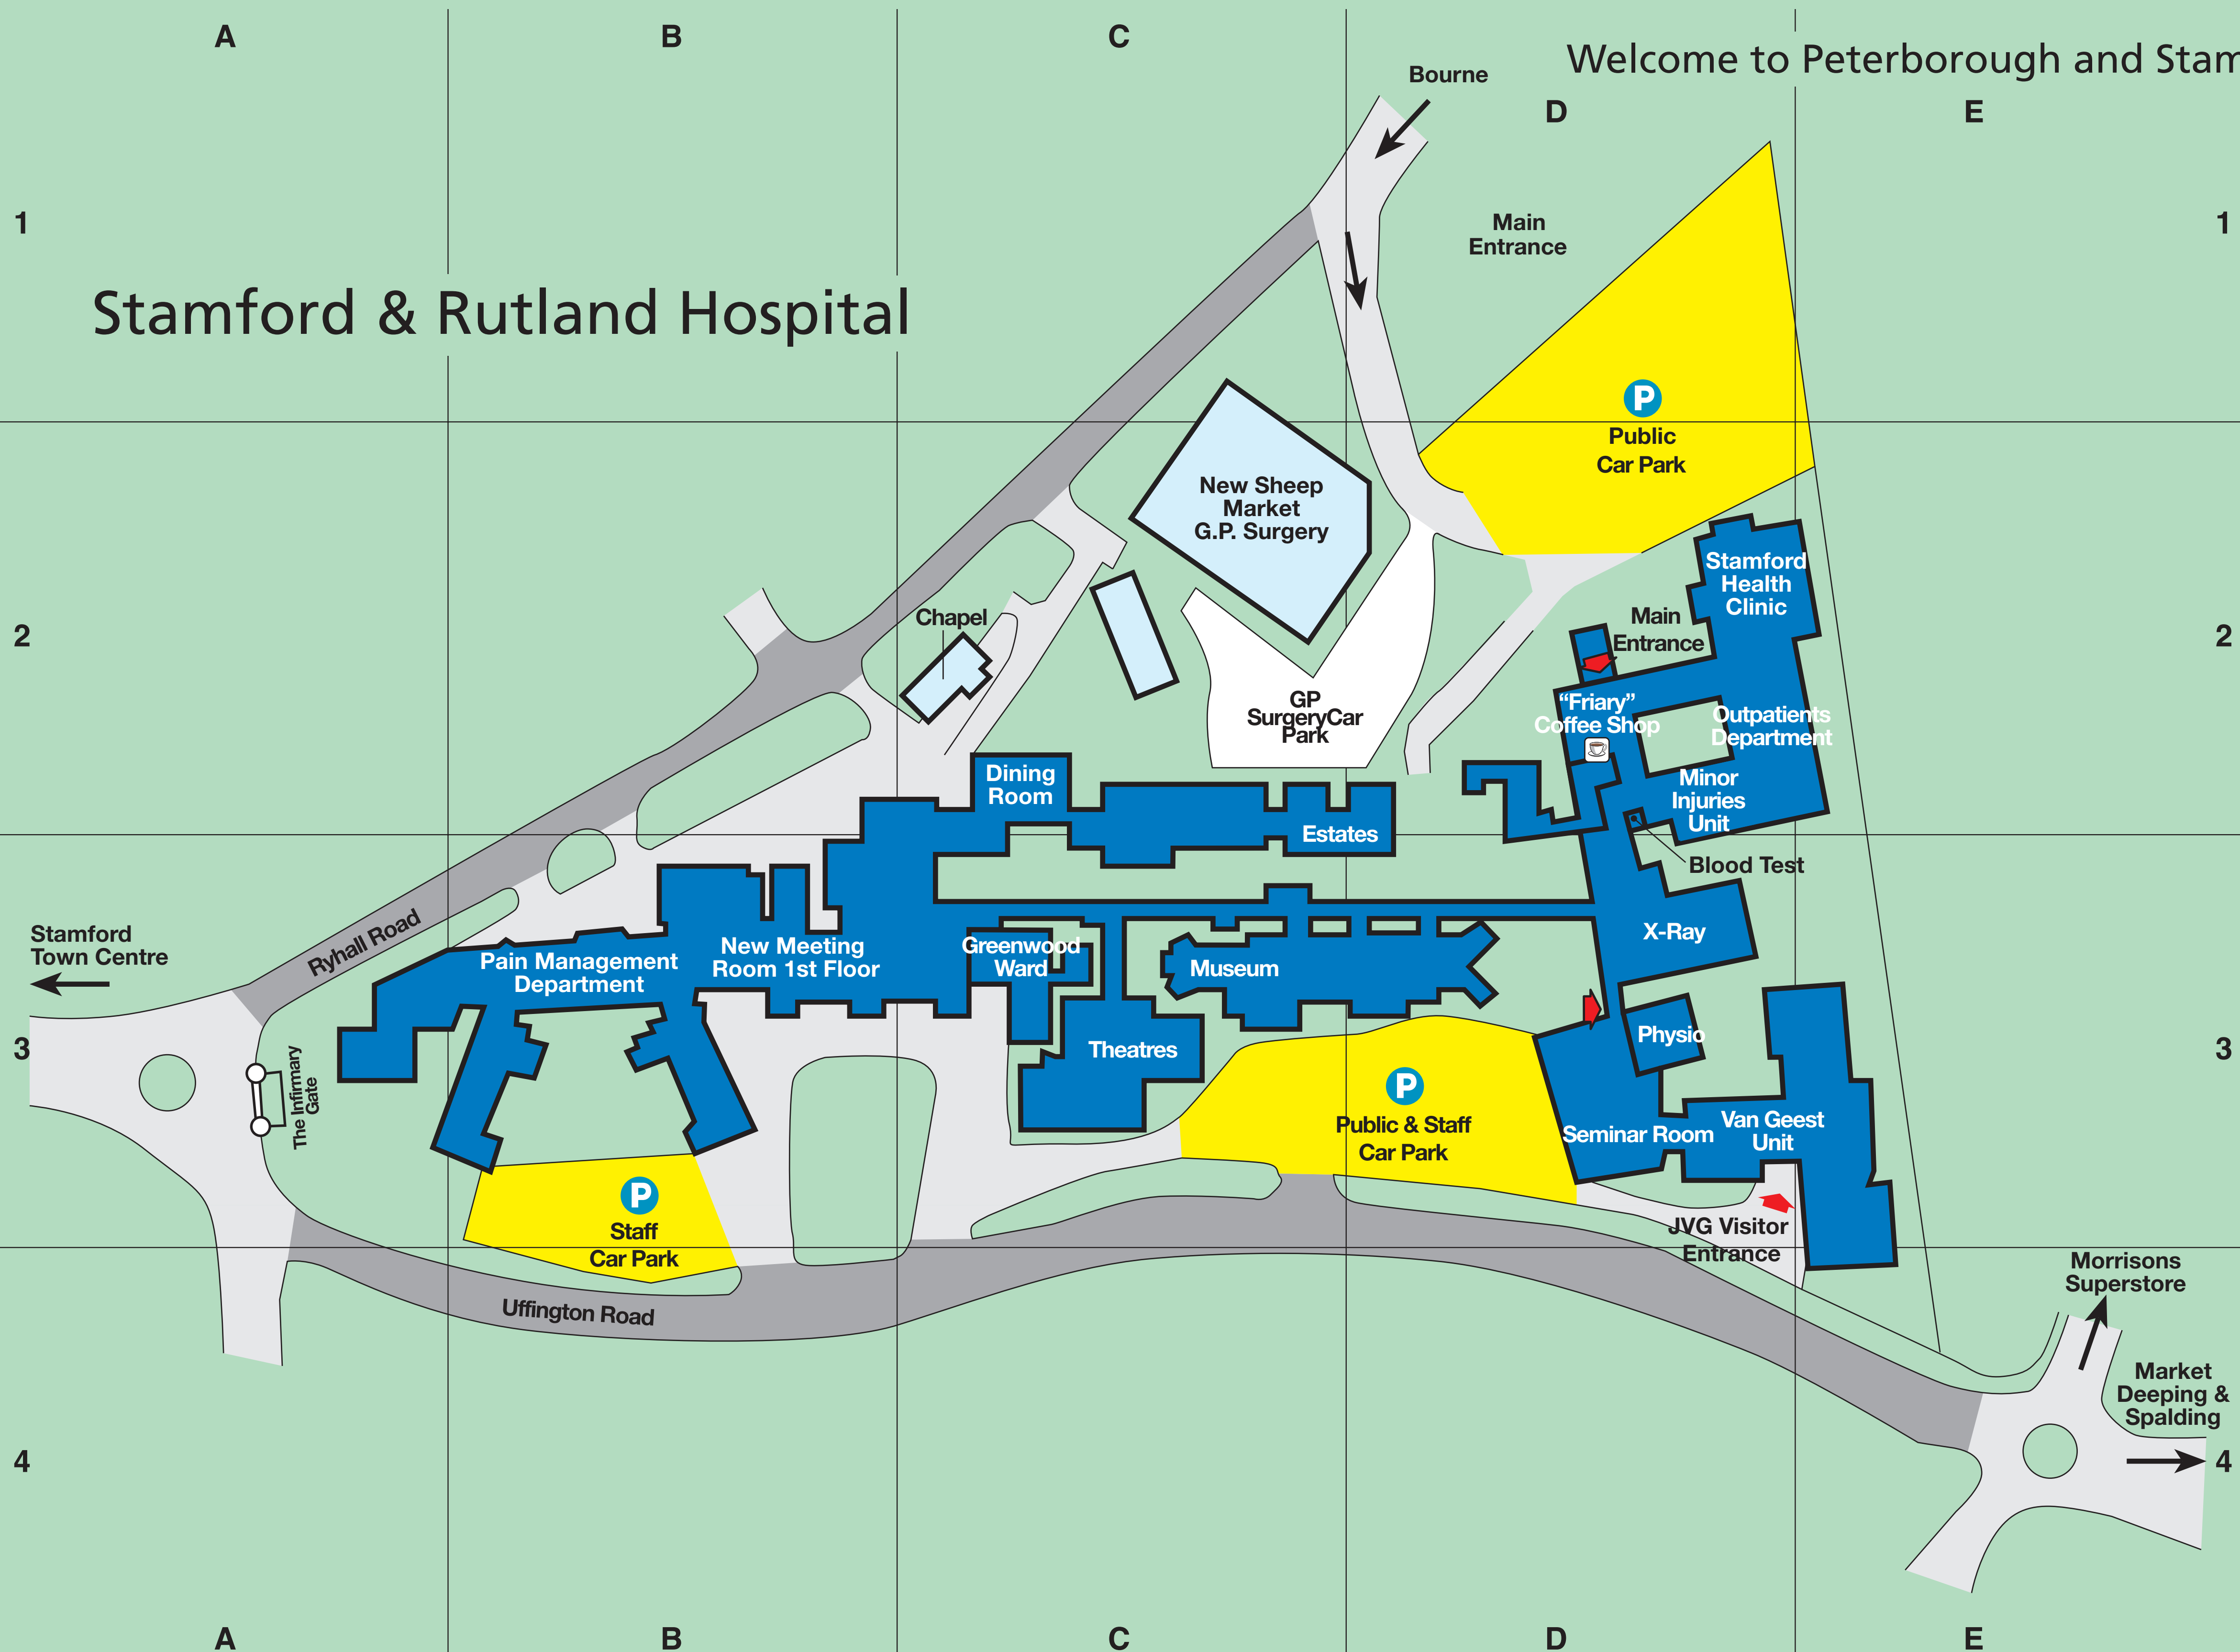 A
B
C
Welcome to Peterborough and Stam
Bourne
D
E
1
Main
Entrance
1
Stamford & Rutland Hospital
P
Public
Car Park
New Sheep
Market
G.P. Surgery
Stamford
Health
Clinic
2
Chapel
Main
Entrance
2
GP
SurgeryCar
Park
“Friary”
Coffee Shop
Outpatients
Department
Dining
Room
Minor
Injuries
Unit
Estates
Blood Test
Stamford
Town Centre
Ryhall Road
Pain Management
Department
New Meeting
Room 1st Floor
Greenwood
Ward
Museum
X-Ray
3
The Infirmary
Gate
Theatres
Physio
3
P
Public & Staff
Car Park
Seminar Room
Van Geest
Unit
P
Staff
Car Park
JVG Visitor
Entrance
Uffington Road
Morrisons
Superstore
Market
Deeping &
Spalding
4
4
A
B
C
D
E